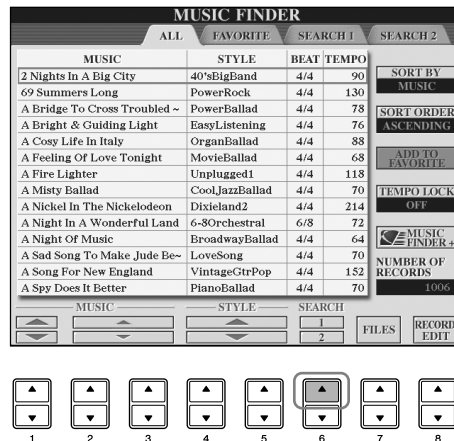 MUSIC FINDER
ALL FAVORITE SEARCH 1 SEARCH 2
MUSIC STYLE BEAT TEMPO
2 Nights In A Big City 40'sBigBand 4/4 90
69 Summers Long PowerRock 4/4 130
A Bridge To Cross Troubled ~ PowerBallad 4/4 78
A Bright & Guiding Light EasyListening 4/4 76
A Cosy Life In Italy OrganBallad 4/4 88
A Feeling Of Love Tonight MovieBallad 4/4 68
A Fire Lighter Unplugged1 4/4 118
A Misty Ballad CoolJazzBallad 4/4 70
A Nickel In The Nickelodeon Dixieland2 4/4 214
A Night In A Wonderful Land 6-8Orchestral 6/8 72
A Night Of Music BroadwayBallad 4/4 64
A Sad Song To Make Jude Be~ LoveSong 4/4 70
A Song For New England VintageGtrPop 4/4 152
A Spy Does It Better PianoBallad 4/4 70
SORT BY
MUSIC
SORT ORDER
ASCENDING
ADD TO
FAVORITE
TEMPO LOCK
OFF
MUSIC
FINDER +
NUMBER OF
RECORDS
1006
MUSIC STYLE SEARCH
1
2
FILES
RECORD
EDIT
1 2 3 4 5 6 7 8